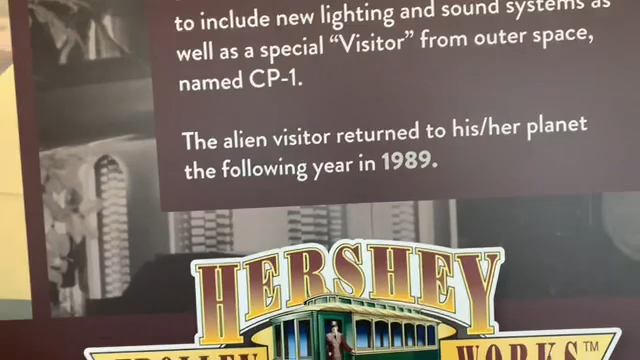 to include new lighting and sound systems as
well as a special “Visitor” from outer space,
named CP-1.
The alien visitor returned to his/her planet
the following year in 1989.
HERSHEY
TROLLEY WORKS™